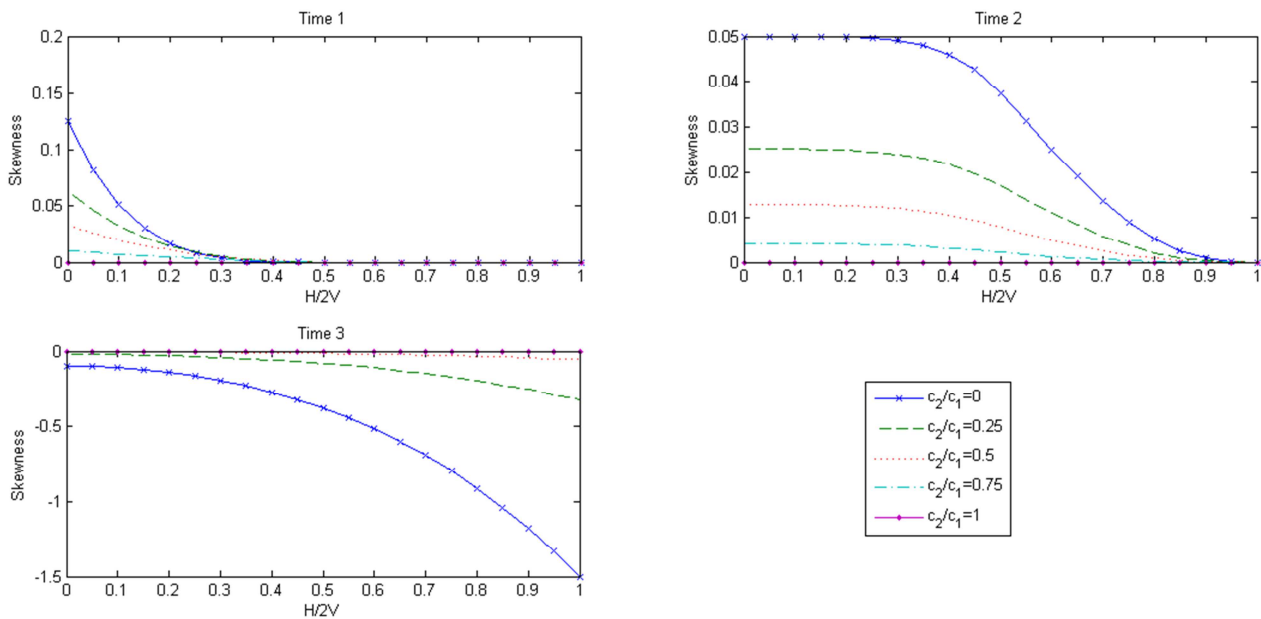 Time 1
0.2
0.15
0.1
0.05
0
Skewness
0 0.1 0.2 0.3 0.4 0.5 0.6 0.7 0.8 0.9 1
H/2V
Time 2
0.05
0.04
0.03
0.02
0.01
0
Skewness
0 0.1 0.2 0.3 0.4 0.5 0.6 0.7 0.8 0.9 1
H/2V
Time 3
0
-0.5
-1
-1.5
Skewness
0 0.1 0.2 0.3 0.4 0.5 0.6 0.7 0.8 0.9 1
H/2V
c₂/c₁=0
c₂/c₁=0.25
c₂/c₁=0.5
c₂/c₁=0.75
c₂/c₁=1